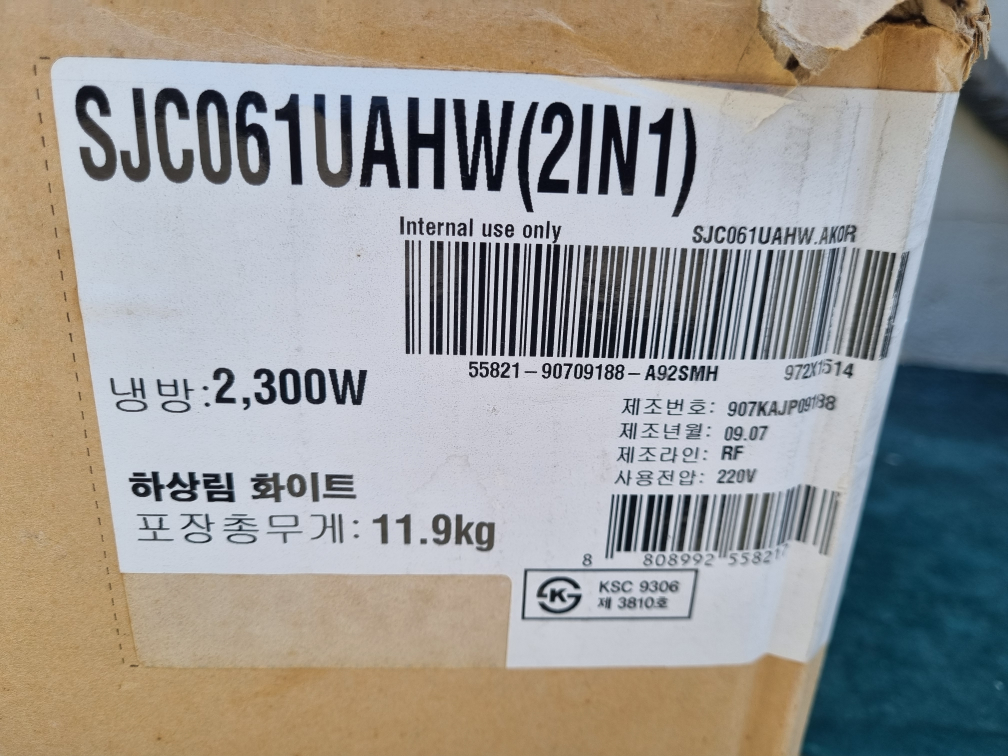 SJC061UAHW(2IN1)
Internal use only SJC061UAHW.AKOR
55821-90709188-A92SMH 972X1514
냉방:2,300W
제조번호: 907KAJP09188
제조년월: 09.07
제조라인: RF
사용전압: 220V
하상림 화이트
포장총무게: 11.9kg
8 808992 558217
KSC 9306
제 3810호